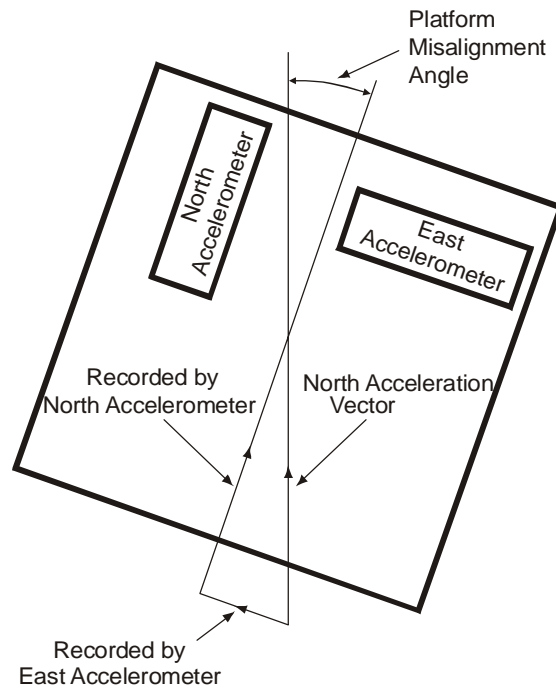 Platform
Misalignment
Angle
North
Accelerometer
East
Accelerometer
Recorded by
North Accelerometer
North Acceleration
Vector
Recorded by
East Accelerometer